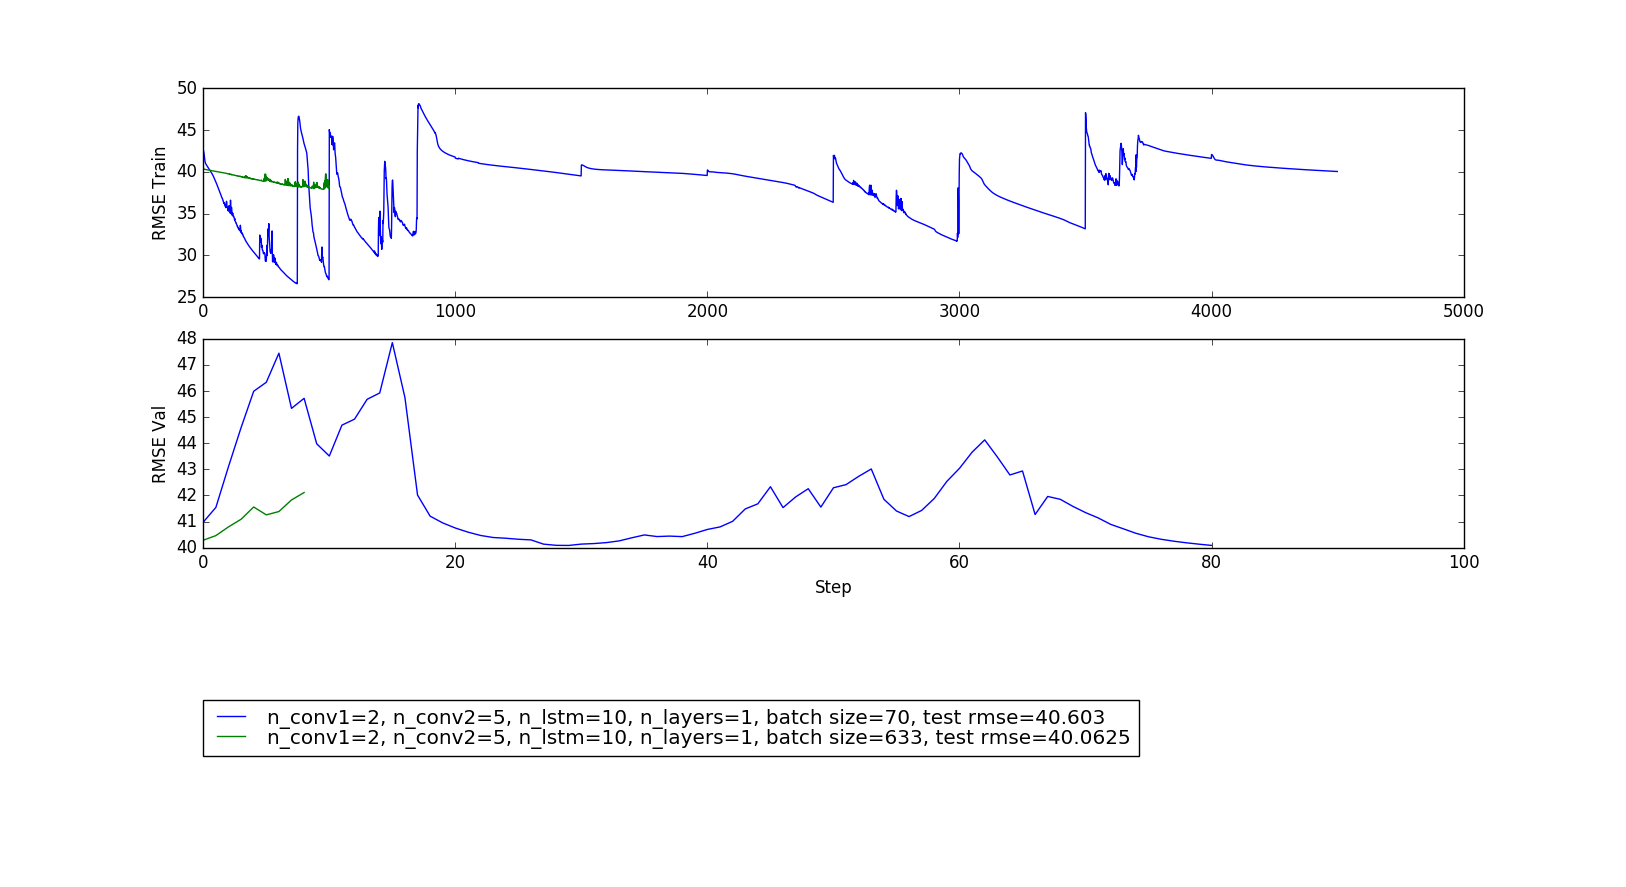 50
45
40
35
30
25
RMSE Train
0 1000 2000 3000 4000 5000
48
47
46
45
44
43
42
41
40
RMSE Val
0 20 40 60 80 100
Step
n_conv1=2, n_conv2=5, n_lstm=10, n_layers=1, batch size=70, test rmse=40.603
n_conv1=2, n_conv2=5, n_lstm=10, n_layers=1, batch size=633, test rmse=40.0625